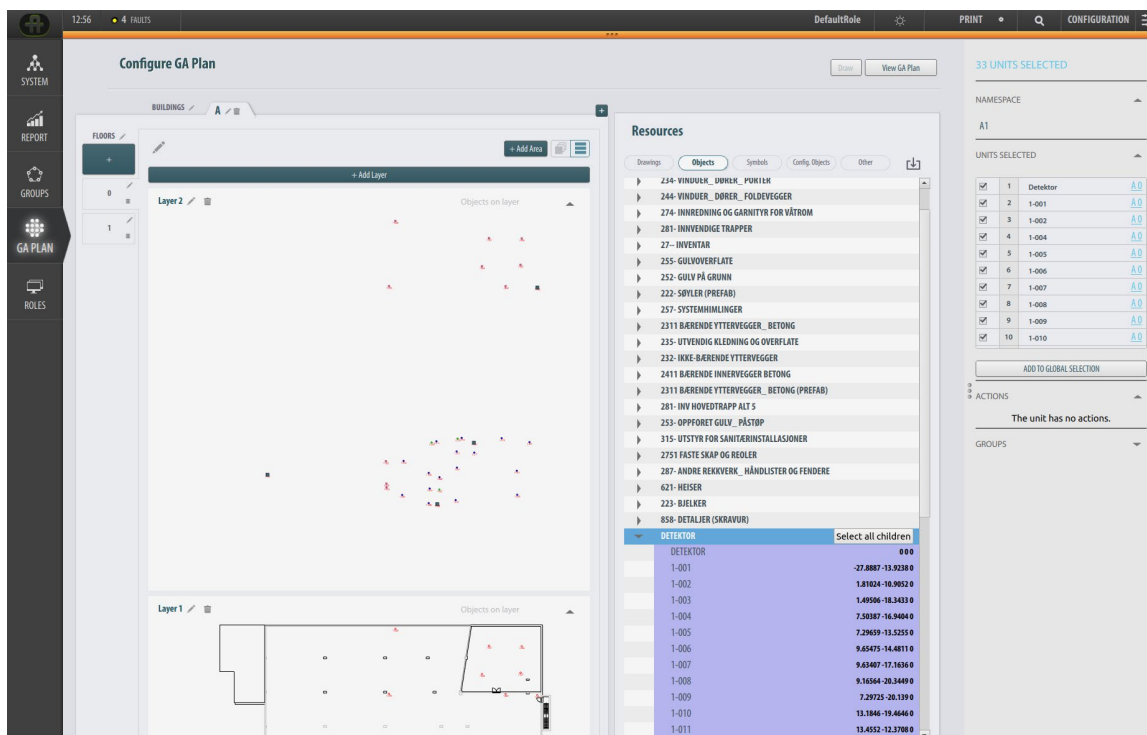 12:56 4 FAULTS DefaultRole PRINT CONFIGURATION
SYSTEM
REPORT
GROUPS
GA PLAN
ROLES
Configure GA Plan
Draw View GA Plan
BUILDINGS A
FLOORS
+
0
1
+ Add Area
+ Add Layer
Layer 2 Objects on layer
Layer 1 Objects on layer
Resources
Drawings Objects Symbols Config. Objects Other
234- VINDUER_ DØRER_ PORTER
244- VINDUER_ DØRER_ FOLDEVEGGER
274- INNREDNING OG GARNITYR FOR VÅTROM
281- INNVENDIGE TRAPPER
27-- INVENTAR
255- GULVOVERFLATE
252- GULV PÅ GRUNN
222- SØYLER (PREFAB)
257- SYSTEMHIMLINGER
2311 BÆRENDE YTTERVEGGER_ BETONG
235- UTVENDIG KLEDNING OG OVERFLATE
232- IKKE-BÆRENDE YTTERVEGGER
2411 BÆRENDE INNERVEGGER BETONG
2311 BÆRENDE YTTERVEGGER_ BETONG (PREFAB)
281- INV HOVEDTRAPP ALT 5
253- OPPFORET GULV_ PÅSTØP
315- UTSTYR FOR SANITÆRINSTALLASJONER
2751 FASTE SKAP OG REOLER
287- ANDRE REKKVERK_ HÅNDLISTER OG FENDERE
621- HEISER
223- BJELKER
858- DETALJER (SKRAVUR)
DETEKTOR Select all children
DETEKTOR 0 0 0
1-001 -27.8887 -13.9238 0
1-002 1.81024 -10.9052 0
1-003 1.49506 -18.3433 0
1-004 7.50387 -16.9404 0
1-005 7.29659 -13.5255 0
1-006 9.65475 -14.4811 0
1-007 9.63407 -17.1636 0
1-008 9.16564 -20.3449 0
1-009 7.29725 -20.139 0
1-010 13.1846 -19.4646 0
1-011 13.4552 -12.3708 0
33 UNITS SELECTED
NAMESPACE
A1
UNITS SELECTED
1 Detektor A 0
2 1-001 A 0
3 1-002 A 0
4 1-004 A 0
5 1-005 A 0
6 1-006 A 0
7 1-007 A 0
8 1-008 A 0
9 1-009 A 0
10 1-010 A 0
ADD TO GLOBAL SELECTION
ACTIONS
The unit has no actions.
GROUPS